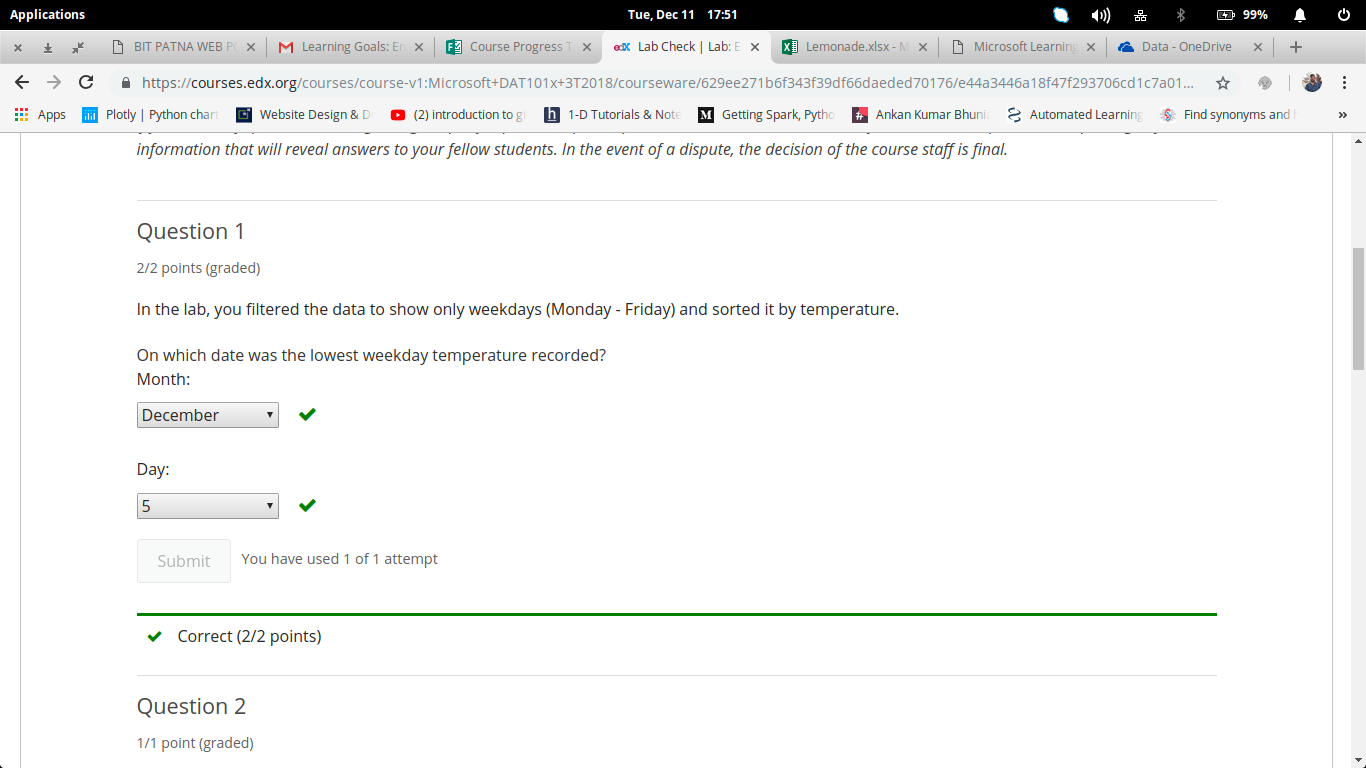 Applications
Tue, Dec 11 17:51
99%
BIT PATNA WEB P
Learning Goals: En
Course Progress T
Lab Check | Lab: E
Lemonade.xlsx - M
Microsoft Learning
Data - OneDrive
https://courses.edx.org/courses/course-v1:Microsoft+DAT101x+3T2018/courseware/629ee271b6f343f39df66daeded70176/e44a3446a18f47f293706cd1c7a01...
Apps
Plotly | Python chart
Website Design & D
(2) introduction to gi
1-D Tutorials & Note
Getting Spark, Pytho
Ankan Kumar Bhuni
Automated Learning
Find synonyms and
information that will reveal answers to your fellow students. In the event of a dispute, the decision of the course staff is final.
Question 1
2/2 points (graded)
In the lab, you filtered the data to show only weekdays (Monday - Friday) and sorted it by temperature.
On which date was the lowest weekday temperature recorded?
Month:
December
Day:
5
Submit
You have used 1 of 1 attempt
Correct (2/2 points)
Question 2
1/1 point (graded)